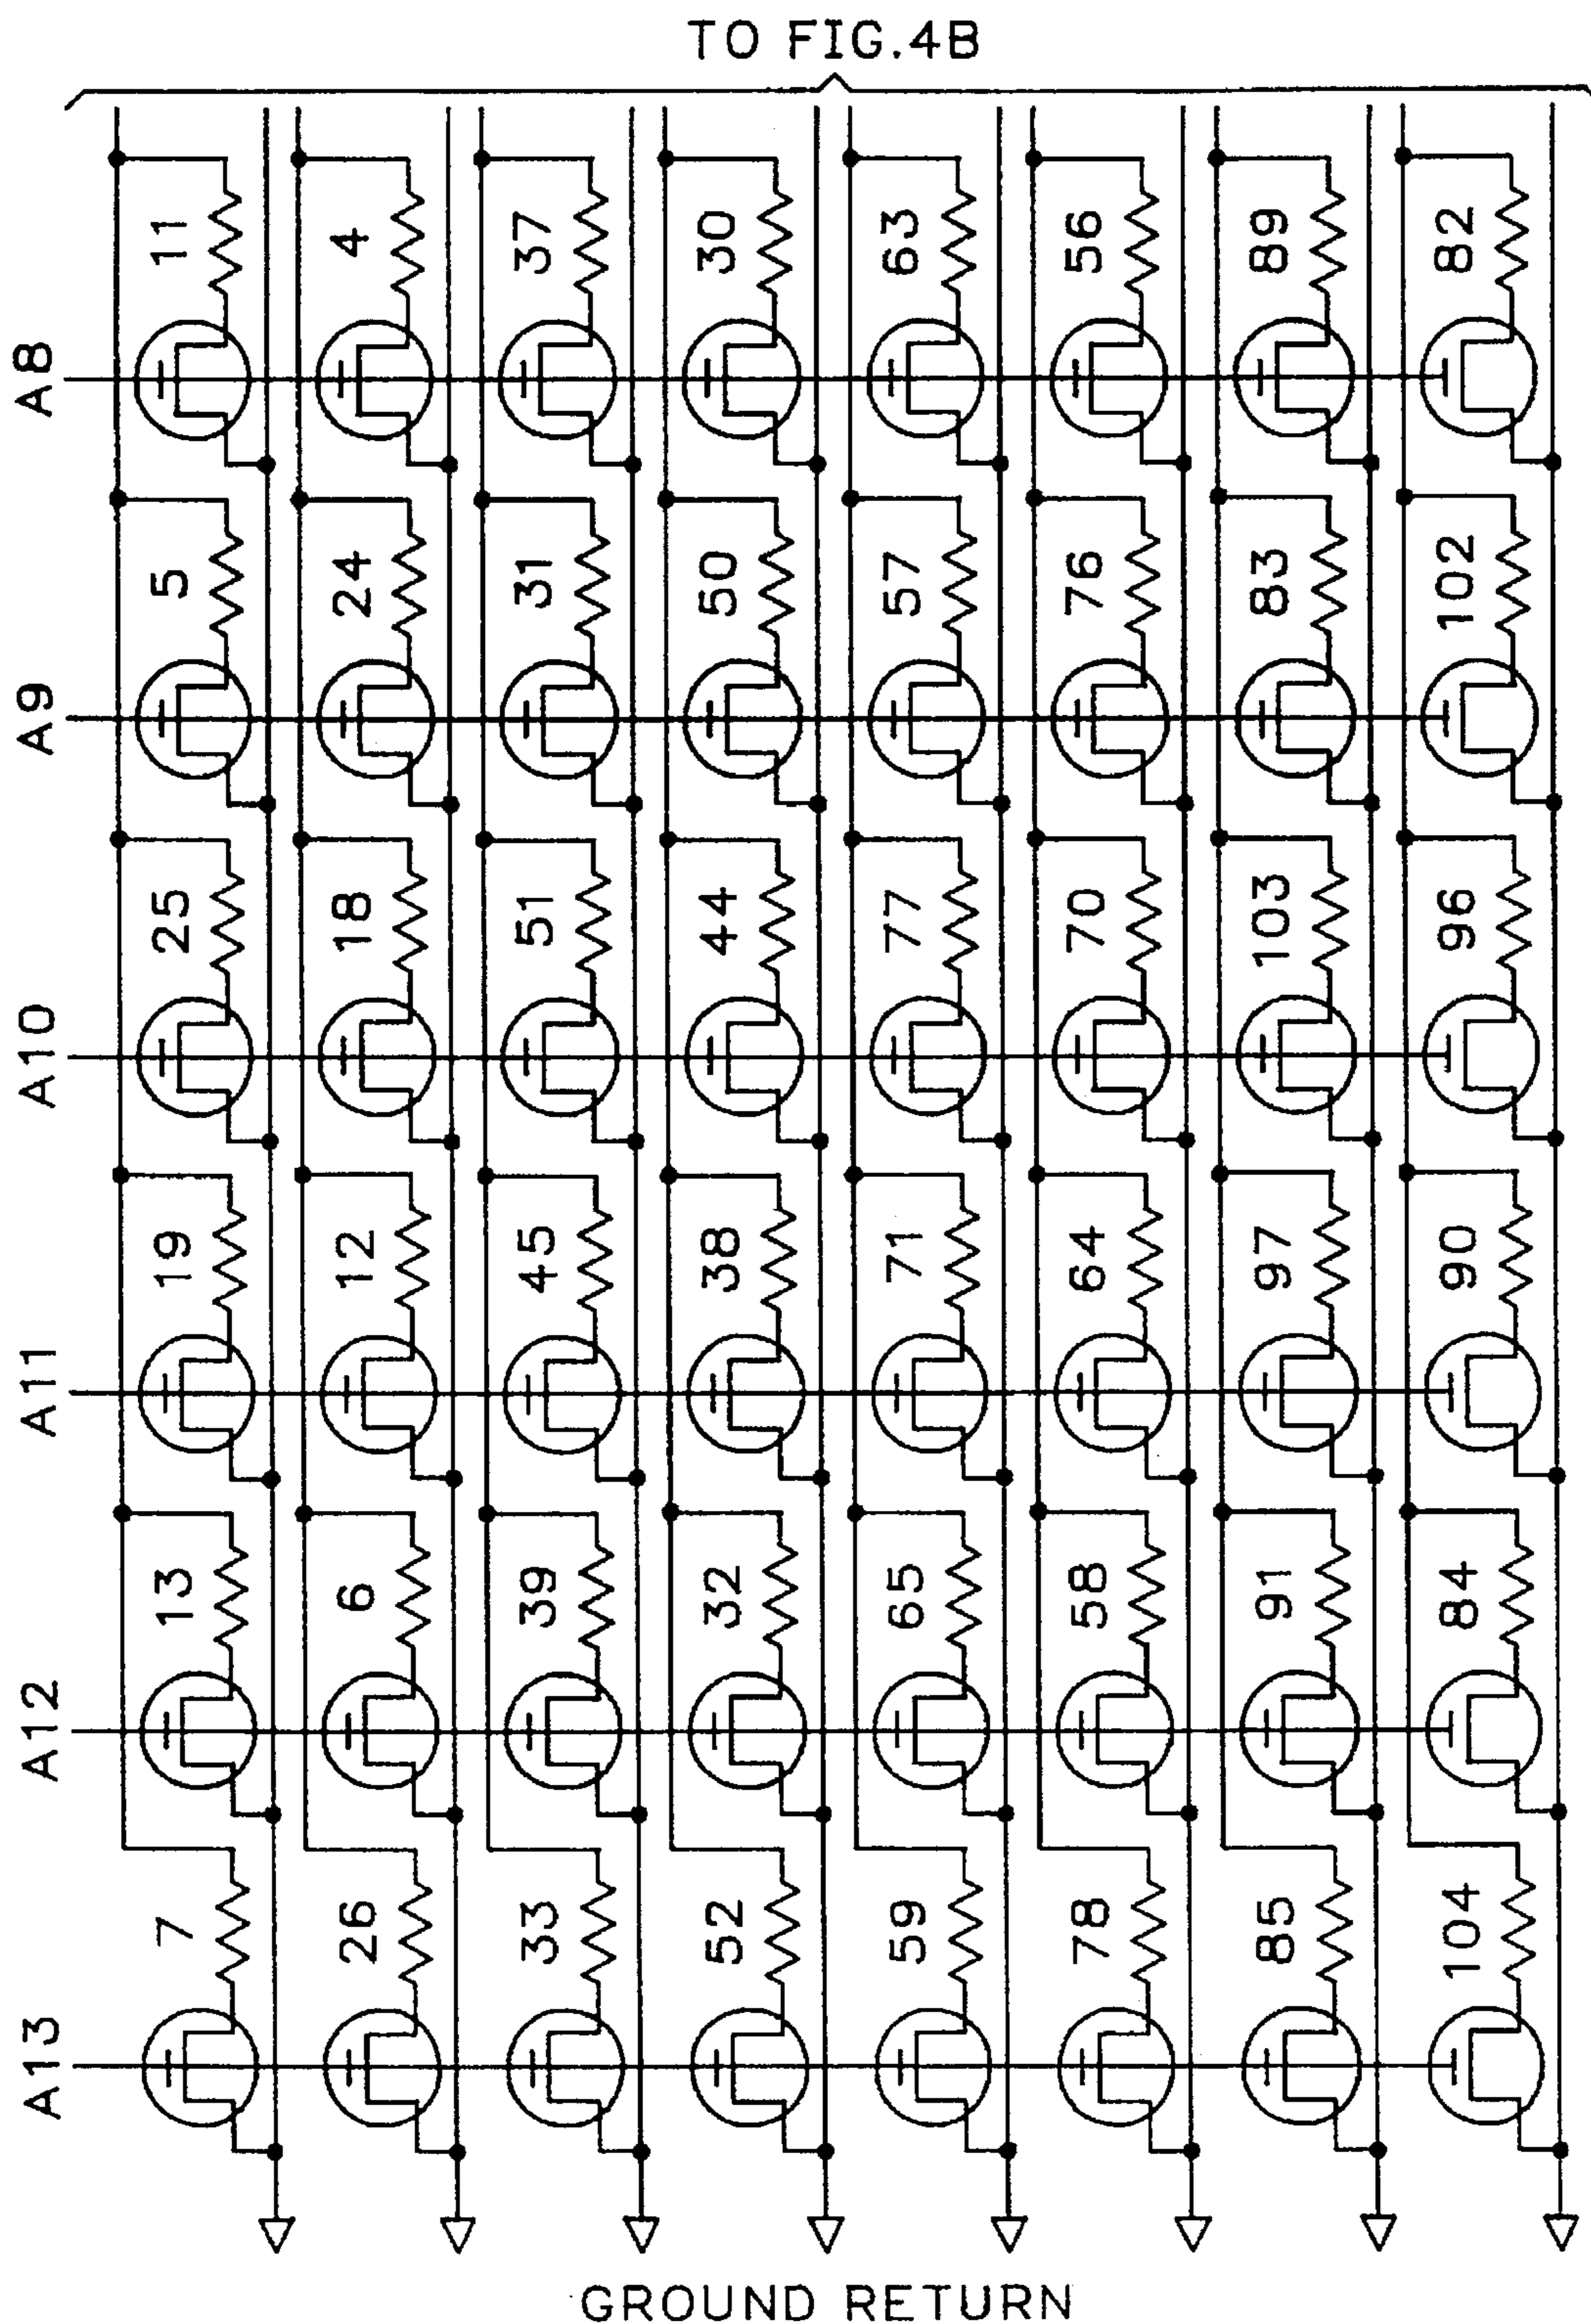 TO FIG.4B
A8
11 4 37 30 63 56 89 82
A9
5 24 31 50 57 76 83 102
A10
25 18 51 44 77 70 103 96
A11
19 12 45 38 71 64 97 90
A12
13 6 39 32 65 58 91 84
A13
7 26 33 52 59 78 85 104
GROUND RETURN